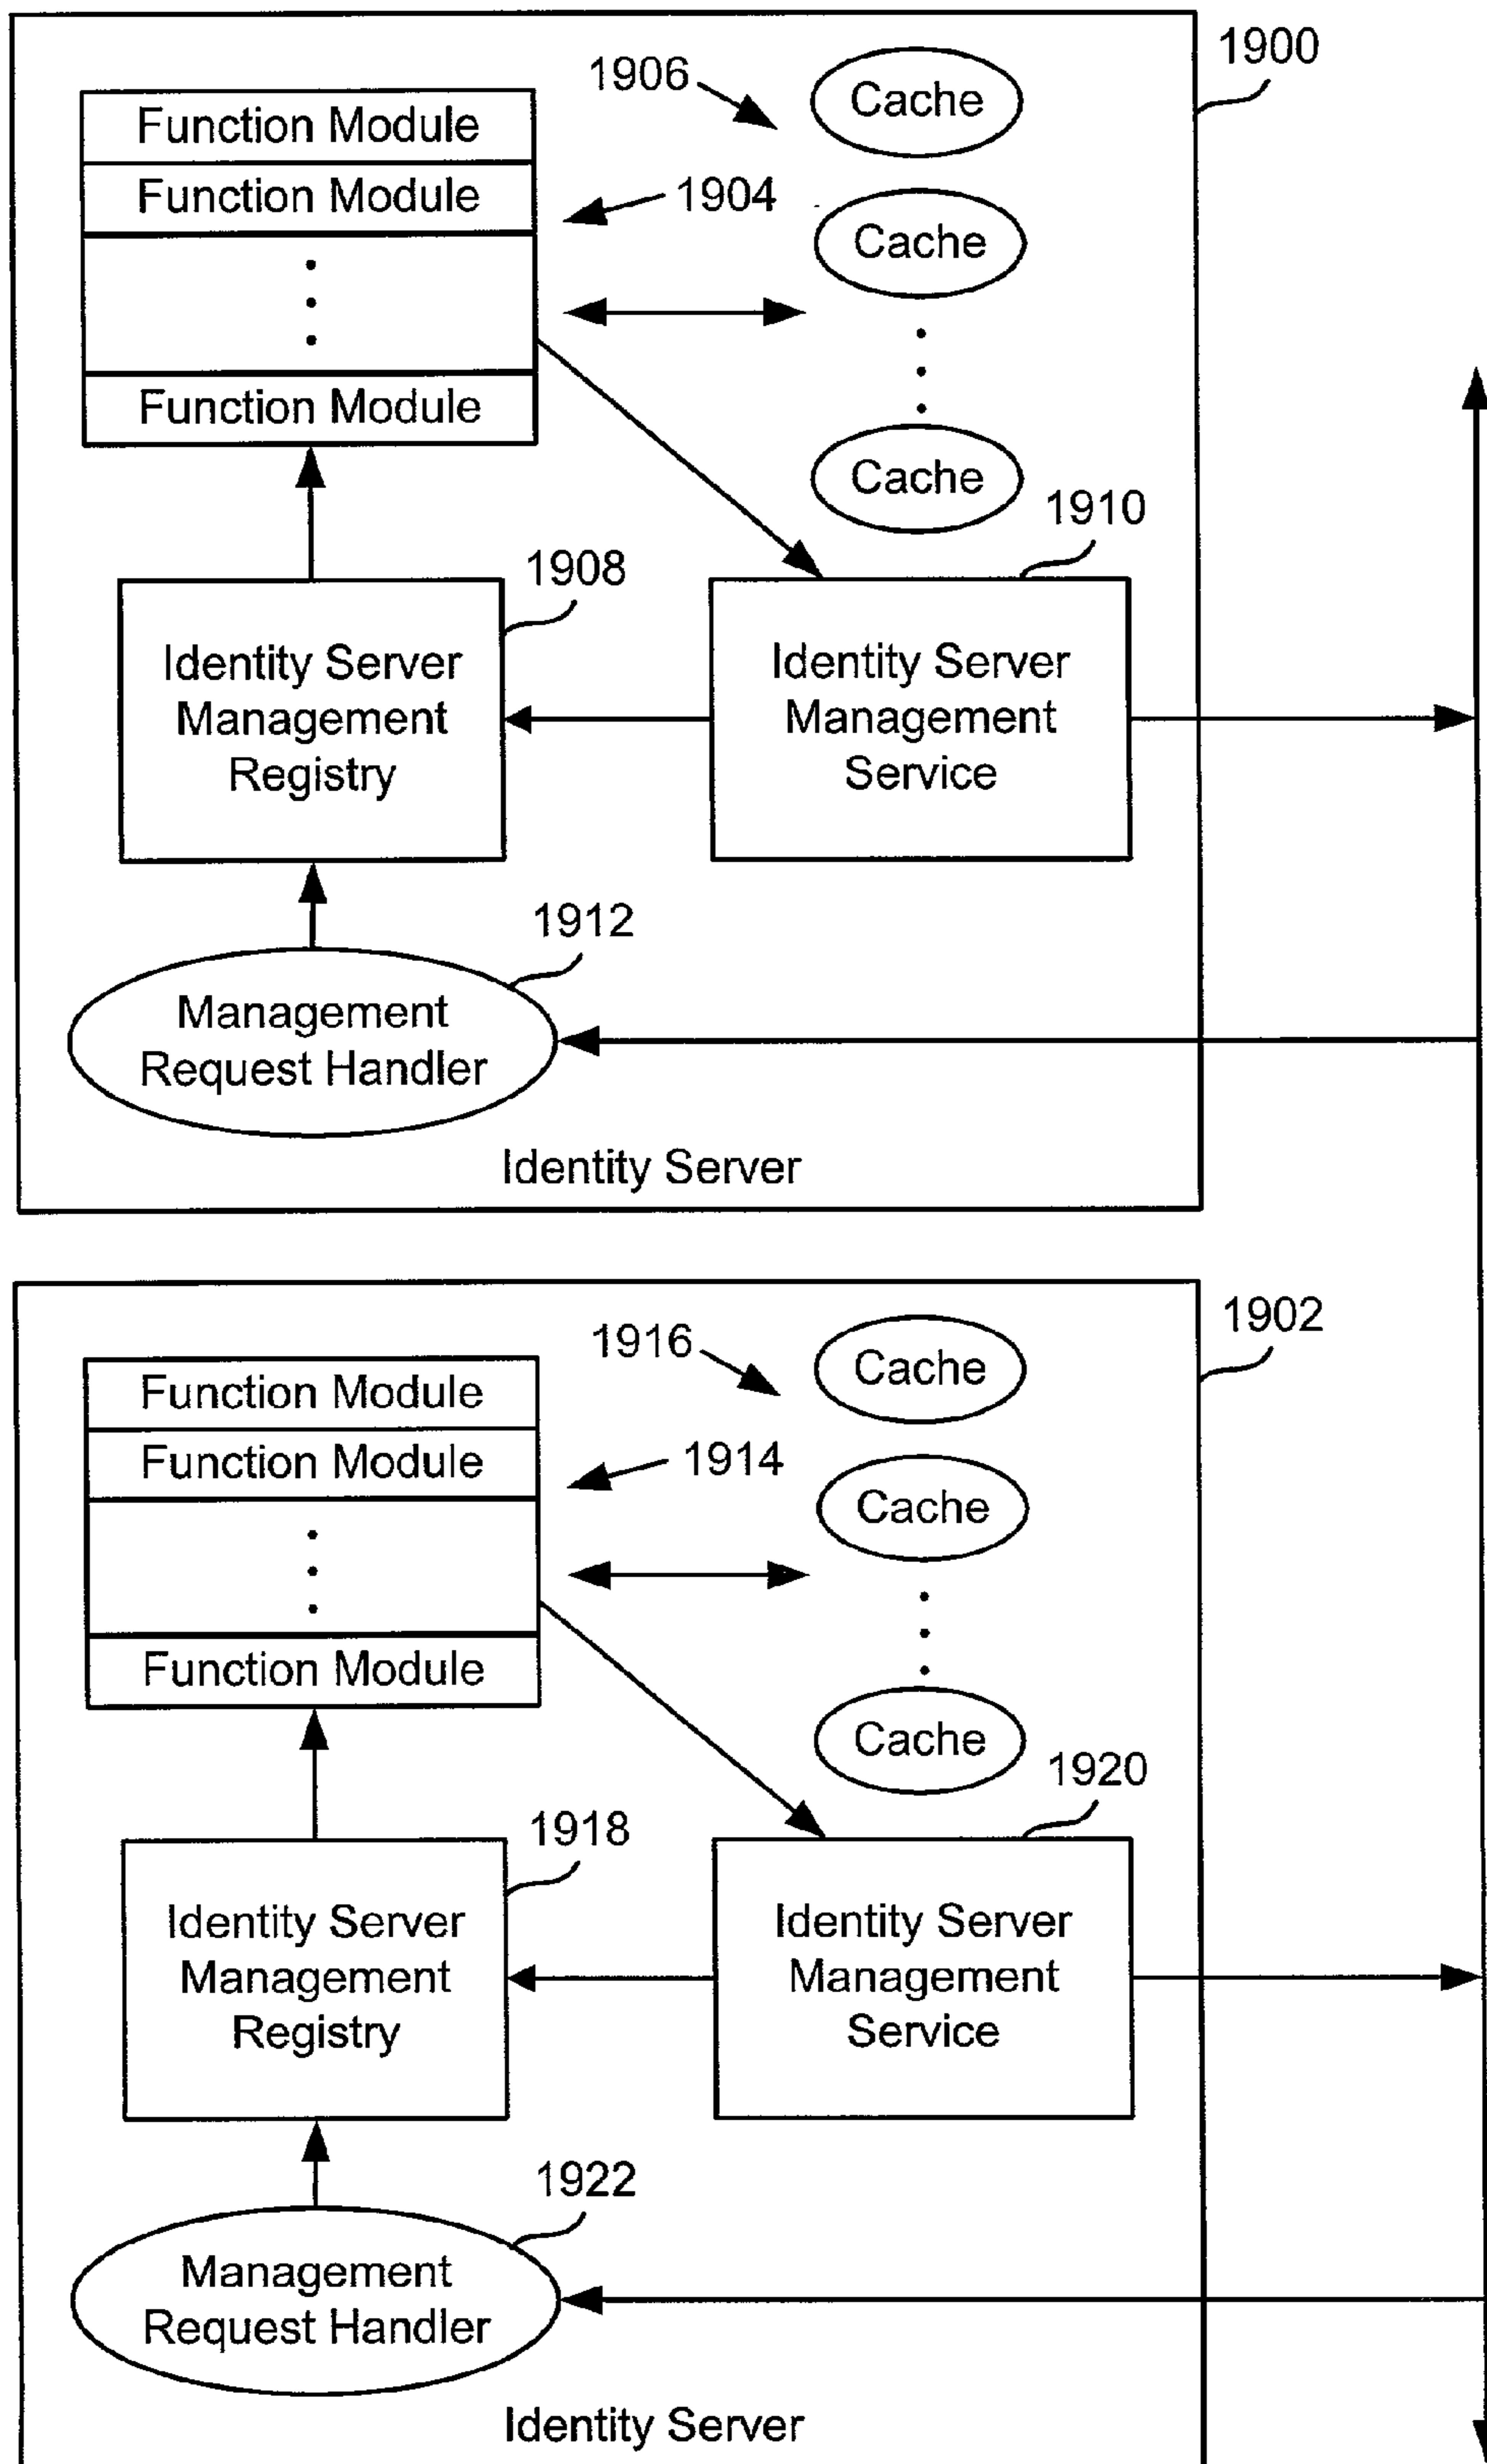 1900
1906
Cache
Function Module
Function Module
1904
Cache
Function Module
Cache
1910
1908
Identity Server
Management
Registry
Identity Server
Management
Service
1912
Management
Request Handler
Identity Server
1902
1916
Cache
Function Module
Function Module
1914
Cache
Function Module
Cache
1920
1918
Identity Server
Management
Registry
Identity Server
Management
Service
1922
Management
Request Handler
Identity Server